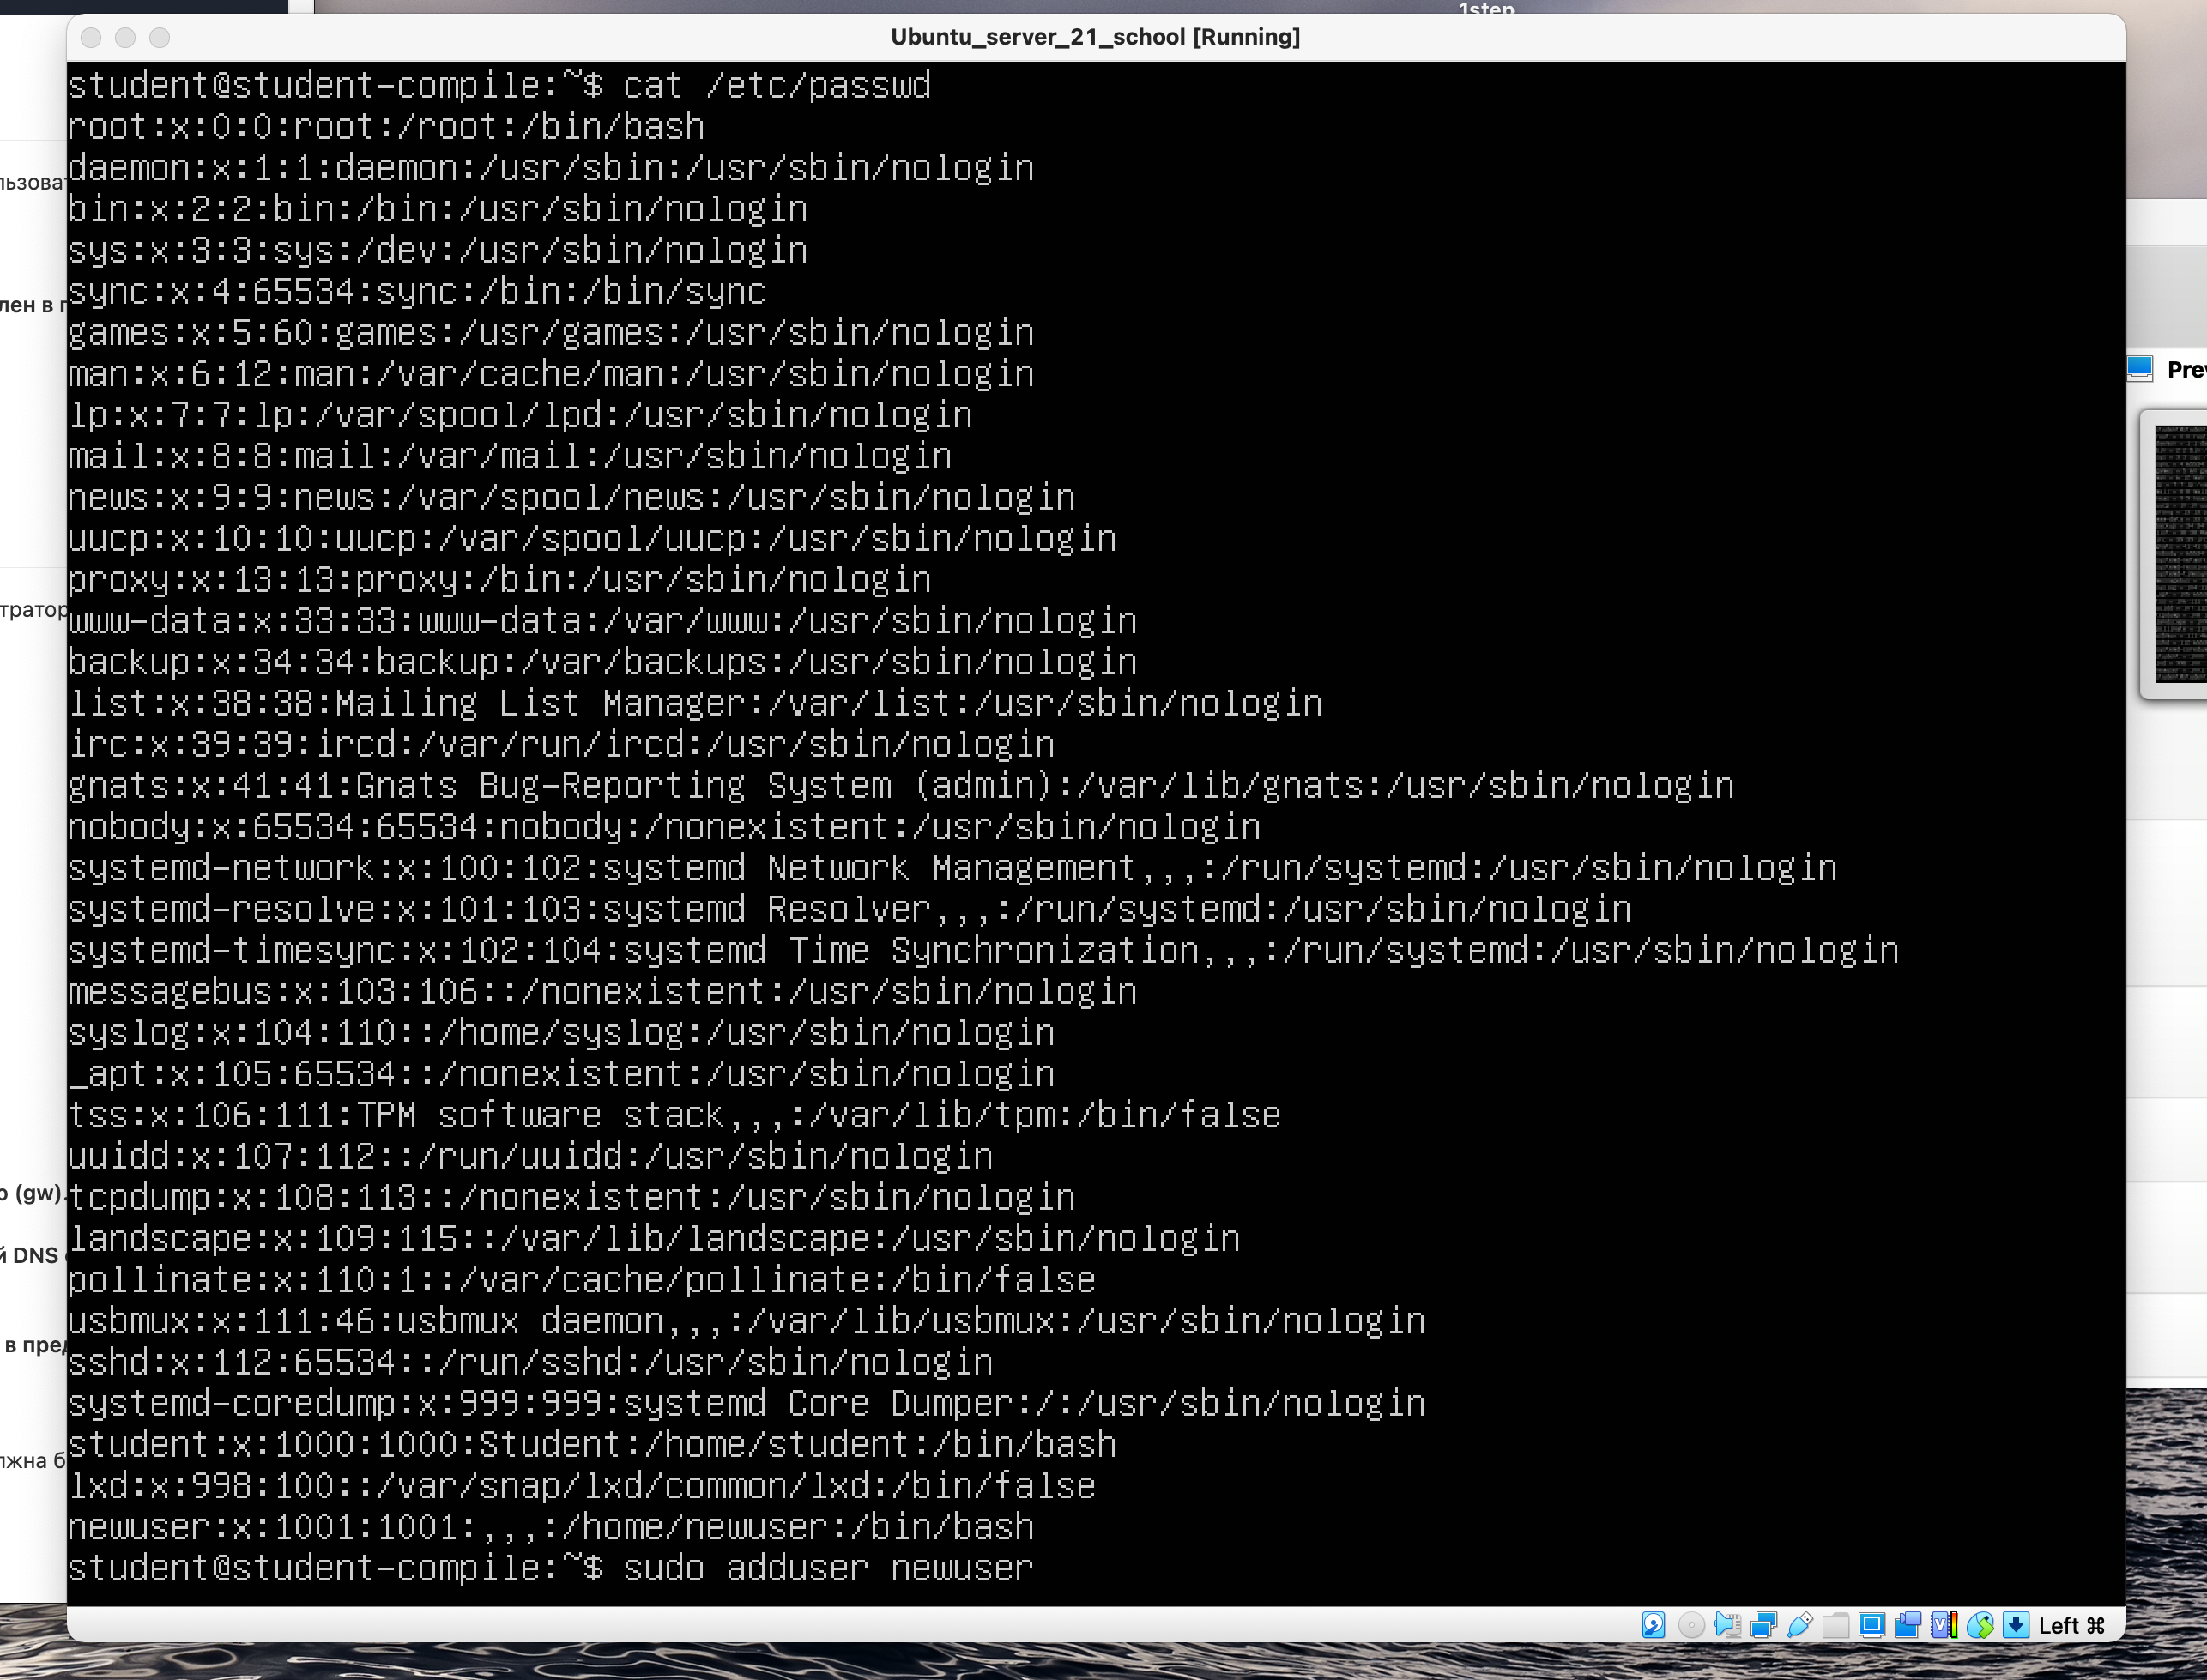 1step
Ubuntu_server_21_school [Running]
student@student-compile:~$ cat /etc/passwd
root:x:0:0:root:/root:/bin/bash
daemon:x:1:1:daemon:/usr/sbin:/usr/sbin/nologin
bin:x:2:2:bin:/bin:/usr/sbin/nologin
sys:x:3:3:sys:/dev:/usr/sbin/nologin
sync:x:4:65534:sync:/bin:/bin/sync
games:x:5:60:games:/usr/games:/usr/sbin/nologin
man:x:6:12:man:/var/cache/man:/usr/sbin/nologin
lp:x:7:7:lp:/var/spool/lpd:/usr/sbin/nologin
mail:x:8:8:mail:/var/mail:/usr/sbin/nologin
news:x:9:9:news:/var/spool/news:/usr/sbin/nologin
uucp:x:10:10:uucp:/var/spool/uucp:/usr/sbin/nologin
proxy:x:13:13:proxy:/bin:/usr/sbin/nologin
www-data:x:33:33:www-data:/var/www:/usr/sbin/nologin
backup:x:34:34:backup:/var/backups:/usr/sbin/nologin
list:x:38:38:Mailing List Manager:/var/list:/usr/sbin/nologin
irc:x:39:39:ircd:/var/run/ircd:/usr/sbin/nologin
gnats:x:41:41:Gnats Bug-Reporting System (admin):/var/lib/gnats:/usr/sbin/nologin
nobody:x:65534:65534:nobody:/nonexistent:/usr/sbin/nologin
systemd-network:x:100:102:systemd Network Management,,,:/run/systemd:/usr/sbin/nologin
systemd-resolve:x:101:103:systemd Resolver,,,:/run/systemd:/usr/sbin/nologin
systemd-timesync:x:102:104:systemd Time Synchronization,,,:/run/systemd:/usr/sbin/nologin
messagebus:x:103:106::/nonexistent:/usr/sbin/nologin
syslog:x:104:110::/home/syslog:/usr/sbin/nologin
_apt:x:105:65534::/nonexistent:/usr/sbin/nologin
tss:x:106:111:TPM software stack,,,:/var/lib/tpm:/bin/false
uuidd:x:107:112::/run/uuidd:/usr/sbin/nologin
tcpdump:x:108:113::/nonexistent:/usr/sbin/nologin
landscape:x:109:115::/var/lib/landscape:/usr/sbin/nologin
pollinate:x:110:1::/var/cache/pollinate:/bin/false
usbmux:x:111:46:usbmux daemon,,,:/var/lib/usbmux:/usr/sbin/nologin
sshd:x:112:65534::/run/sshd:/usr/sbin/nologin
systemd-coredump:x:999:999:systemd Core Dumper:/:/usr/sbin/nologin
student:x:1000:1000:Student:/home/student:/bin/bash
lxd:x:998:100::/var/snap/lxd/common/lxd:/bin/false
newuser:x:1001:1001:,,,:/home/newuser:/bin/bash
student@student-compile:~$ sudo adduser newuser
Left ⌘
(gw).
DNS
в